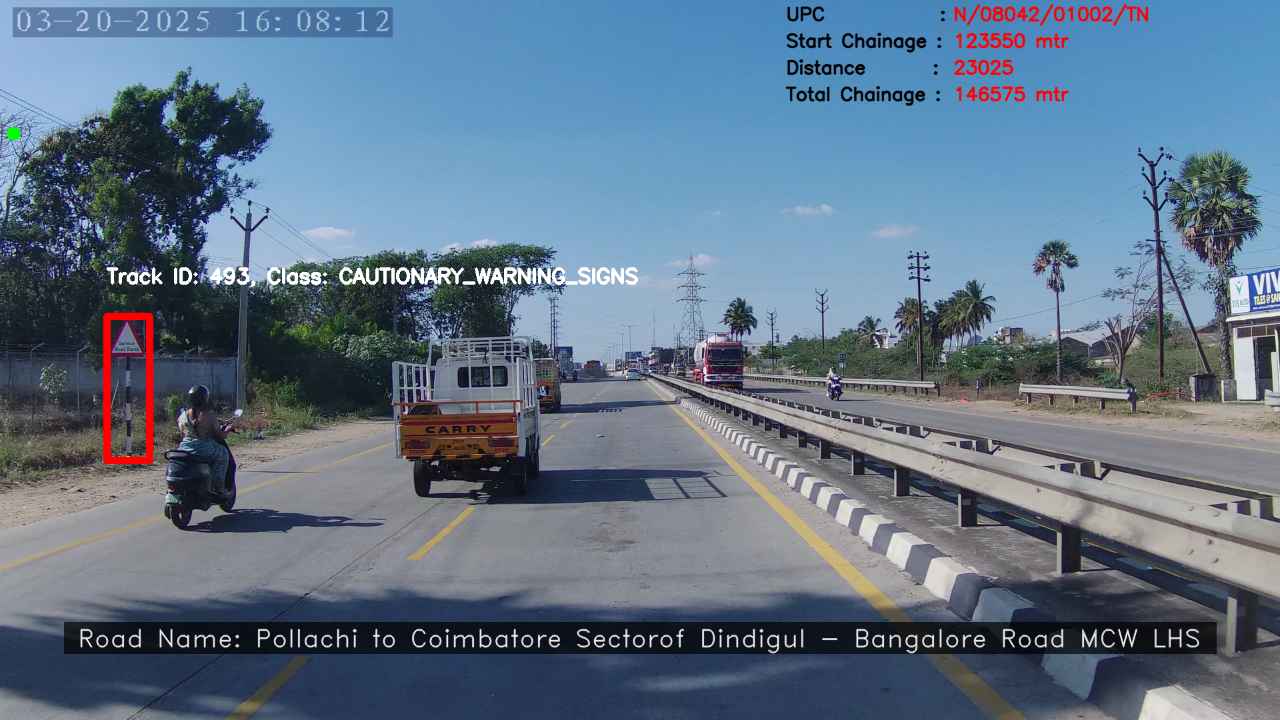 03-20-2025 16:08:12
UPC : N/08042/01002/TN
Start Chainage : 123550 mtr
Distance : 23025
Total Chainage : 146575 mtr
Track ID: 493, Class: CAUTIONARY_WARNING_SIGNS
VIV
CARRY
Road Name: Pollachi to Coimbatore Sectorof Dindigul - Bangalore Road MCW LHS